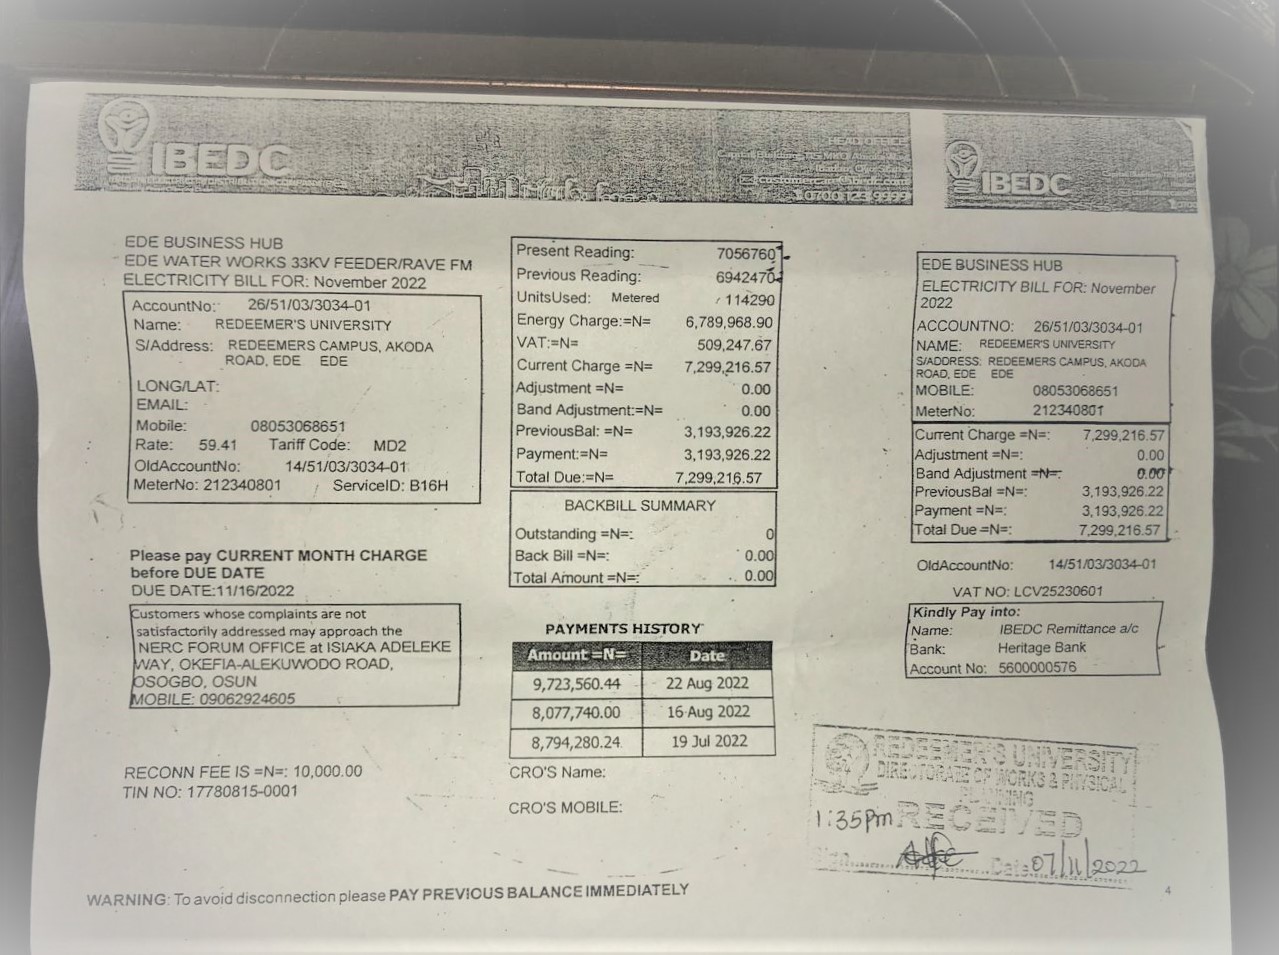 IBEDC
HEAD OFFICE
IBEDC
EDE BUSINESS HUB
EDE WATER WORKS 33KV FEEDER/RAVE FM
ELECTRICITY BILL FOR: November 2022
AccountNo: 26/51/03/3034-01
Name: REDEEMER'S UNIVERSITY
S/Address: REDEEMERS CAMPUS, AKODA
ROAD, EDE EDE
LONG/LAT:
EMAIL:
Mobile: 08053068651
Rate: 59.41 Tariff Code: MD2
OldAccountNo: 14/51/03/3034-01
MeterNo: 212340801 ServiceID: B16H
Please pay CURRENT MONTH CHARGE
before DUE DATE
DUE DATE:11/16/2022
Customers whose complaints are not
satisfactorily addressed may approach the
NERC FORUM OFFICE at ISIAKA ADELEKE
WAY, OKEFIA-ALEKUWODO ROAD,
OSOGBO, OSUN
MOBILE: 09062924605
RECONN FEE IS =N=: 10,000.00
TIN NO: 17780815-0001
Present Reading: 7056760
Previous Reading: 6942470
UnitsUsed: Metered 114290
Energy Charge:=N= 6,789,968.90
VAT:=N= 509,247.67
Current Charge =N= 7,299,216.57
Adjustment =N= 0.00
Band Adjustment:=N= 0.00
PreviousBal: =N= 3,193,926.22
Payment:=N= 3,193,926.22
Total Due:=N= 7,299,216.57
BACKBILL SUMMARY
Outstanding =N=: 0
Back Bill =N=: 0.00
Total Amount =N=: 0.00
PAYMENTS HISTORY
Amount =N= Date
9,723,560.44 22 Aug 2022
8,077,740.00 16 Aug 2022
8,794,280.24 19 Jul 2022
CRO'S Name:
CRO'S MOBILE:
EDE BUSINESS HUB
ELECTRICITY BILL FOR: November
2022
ACCOUNTNO: 26/51/03/3034-01
NAME: REDEEMER'S UNIVERSITY
S/ADDRESS: REDEEMERS CAMPUS, AKODA
ROAD, EDE EDE
MOBILE: 08053068651
MeterNo: 212340801
Current Charge =N=: 7,299,216.57
Adjustment =N=: 0.00
Band Adjustment =N=: 0.00
PreviousBal =N=: 3,193,926.22
Payment =N=: 3,193,926.22
Total Due =N=: 7,299,216.57
OldAccountNo: 14/51/03/3034-01
VAT NO: LCV25230601
Kindly Pay into:
Name: IBEDC Remittance a/c
Bank: Heritage Bank
Account No: 5600000576
REDEEMER'S UNIVERSITY
DIRECTORATE OF WORKS & PHYSICAL
PLANNING
1:35pm RECEIVED
Date 07/11/2022
WARNING: To avoid disconnection please PAY PREVIOUS BALANCE IMMEDIATELY
4